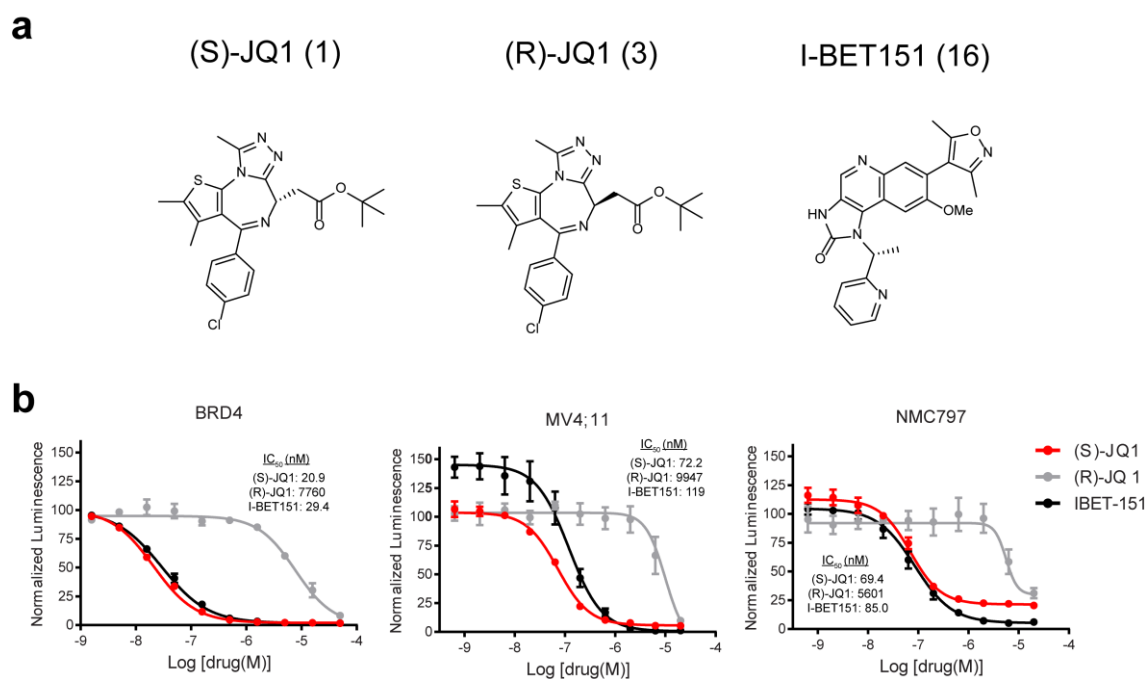 a
(S)-JQ1 (1)
(R)-JQ1 (3)
I-BET151 (16)
N
N
N
S
N
O
O
Cl
N
N
N
S
N
O
O
Cl
N
O
N
HN
N
O
OMe
N
b
BRD4
Normalized Luminescence
150
125
100
75
50
25
0
IC50 (nM)
(S)-JQ1: 20.9
(R)-JQ1: 7760
I-BET151: 29.4
-9
-8
-7
-6
-5
-4
Log [drug(M)]
MV4;11
Normalized Luminescence
150
125
100
75
50
25
0
IC50 (nM)
(S)-JQ1: 72.2
(R)-JQ1: 9947
I-BET151: 119
-9
-8
-7
-6
-5
-4
Log [drug(M)]
NMC797
Normalized Luminescence
150
125
100
75
50
25
0
IC50 (nM)
(S)-JQ1: 69.4
(R)-JQ1: 5601
I-BET151: 85.0
-9
-8
-7
-6
-5
-4
Log [drug(M)]
(S)-JQ1
(R)-JQ 1
IBET-151